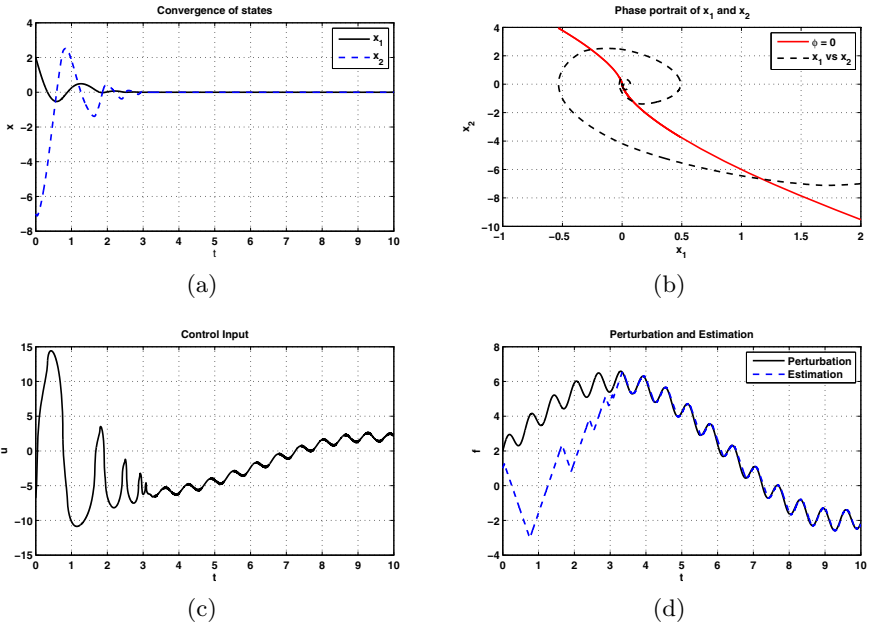 Convergence of states
x1
x2
4
2
0
−2
−4
−6
−8
x
0 1 2 3 4 5 6 7 8 9 10
t
(a)
Phase portrait of x1 and x2
ϕ = 0
x1 vs x2
4
2
0
−2
−4
−6
−8
−10
x2
−1 −0.5 0 0.5 1 1.5 2
x1
(b)
Control Input
15
10
5
0
−5
−10
−15
u
0 1 2 3 4 5 6 7 8 9 10
t
(c)
Perturbation and Estimation
Perturbation
Estimation
8
6
4
2
0
−2
−4
f
0 1 2 3 4 5 6 7 8 9 10
t
(d)